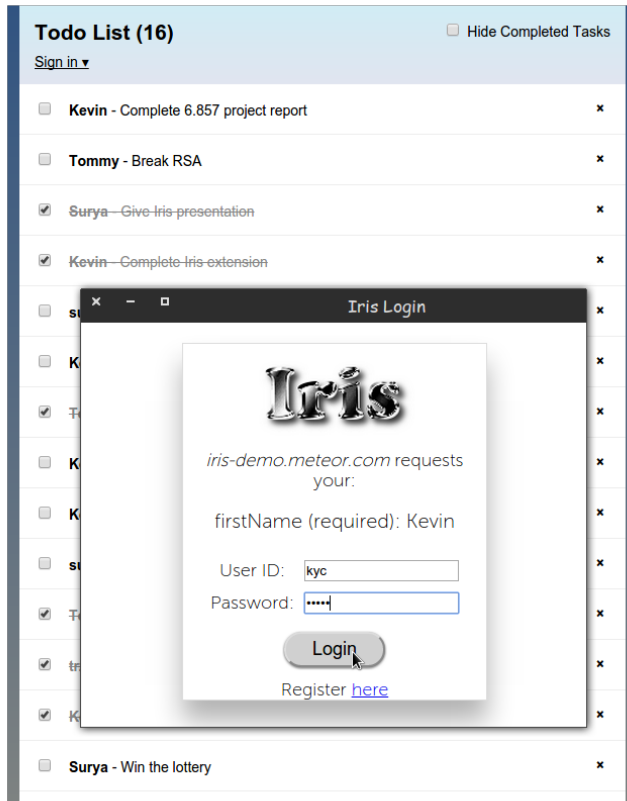 Todo List (16)
Hide Completed Tasks
Sign in ▾
Kevin - Complete 6.857 project report
Tommy - Break RSA
Surya - Give Iris presentation
Kevin - Complete Iris extension
Iris Login
Iris
iris-demo.meteor.com requests
your:
firstName (required): Kevin
User ID: kyc
Password: •••••
Login
Register here
Surya - Win the lottery